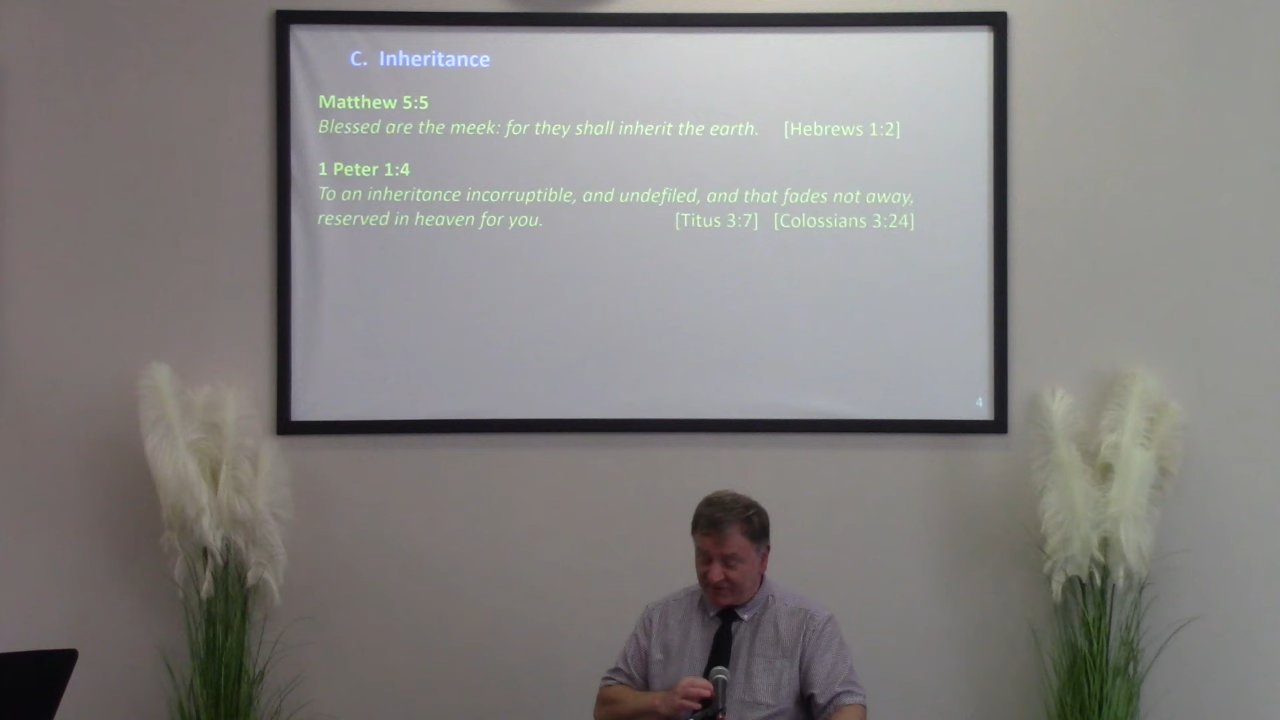 C. Inheritance
Matthew 5:5
Blessed are the meek: for they shall inherit the earth. [Hebrews 1:2]
1 Peter 1:4
To an inheritance incorruptible, and undefiled, and that fades not away,
reserved in heaven for you. [Titus 3:7] [Colossians 3:24]
4